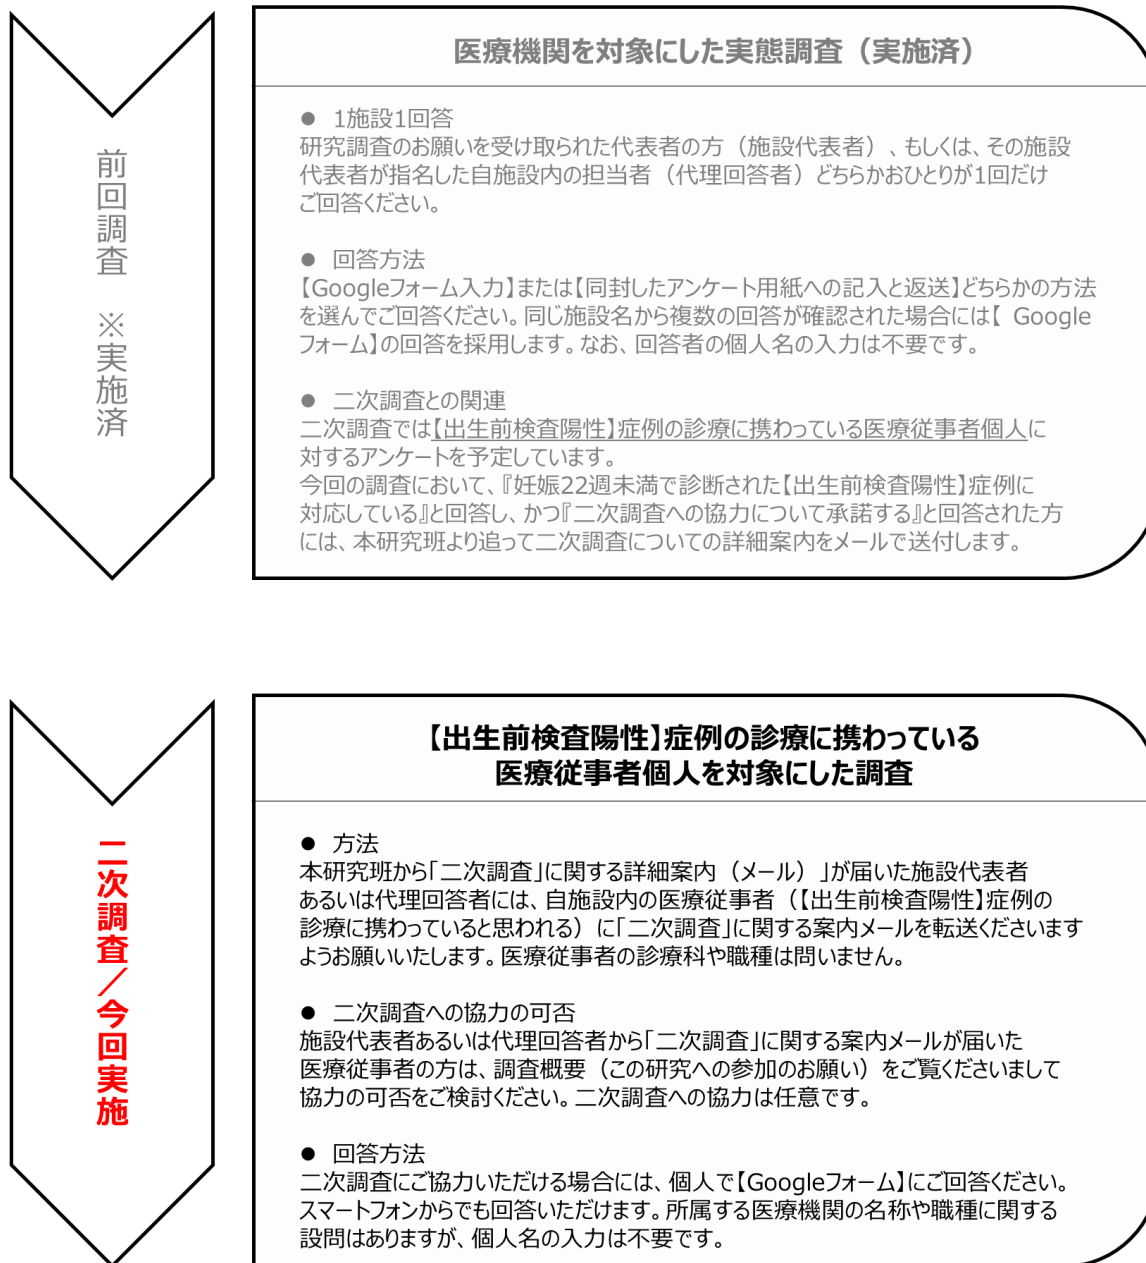 前回調査 ※実施済
医療機関を対象にした実態調査（実施済）
● 1施設1回答
研究調査のお願いを受け取られた代表者の方（施設代表者）、もしくは、その施設
代表者が指名した自施設内の担当者（代理回答者）どちらかおひとりが1回だけ
ご回答ください。
● 回答方法
【Googleフォーム入力】または【同封したアンケート用紙への記入と返送】どちらかの方法
を選んでご回答ください。同じ施設名から複数の回答が確認された場合には【 Google
フォーム】の回答を採用します。なお、回答者の個人名の入力は不要です。
● 二次調査との関連
二次調査では【出生前検査陽性】症例の診療に携わっている医療従事者個人に
対するアンケートを予定しています。
今回の調査において、『妊娠22週未満で診断された【出生前検査陽性】症例に
対応している』と回答し、かつ『二次調査への協力について承諾する』と回答された方
には、本研究班より追って二次調査についての詳細案内をメールで送付します。
二次調査／今回実施
【出生前検査陽性】症例の診療に携わっている
医療従事者個人を対象にした調査
● 方法
本研究班から「二次調査」に関する詳細案内（メール）」が届いた施設代表者
あるいは代理回答者には、自施設内の医療従事者（【出生前検査陽性】症例の
診療に携わっていると思われる）に「二次調査」に関する案内メールを転送くださいます
ようお願いいたします。医療従事者の診療科や職種は問いません。
● 二次調査への協力の可否
施設代表者あるいは代理回答者から「二次調査」に関する案内メールが届いた
医療従事者の方は、調査概要（この研究への参加のお願い）をご覧くださいまして
協力の可否をご検討ください。二次調査への協力は任意です。
● 回答方法
二次調査にご協力いただける場合には、個人で【Googleフォーム】にご回答ください。
スマートフォンからでも回答いただけます。所属する医療機関の名称や職種に関する
設問はありますが、個人名の入力は不要です。